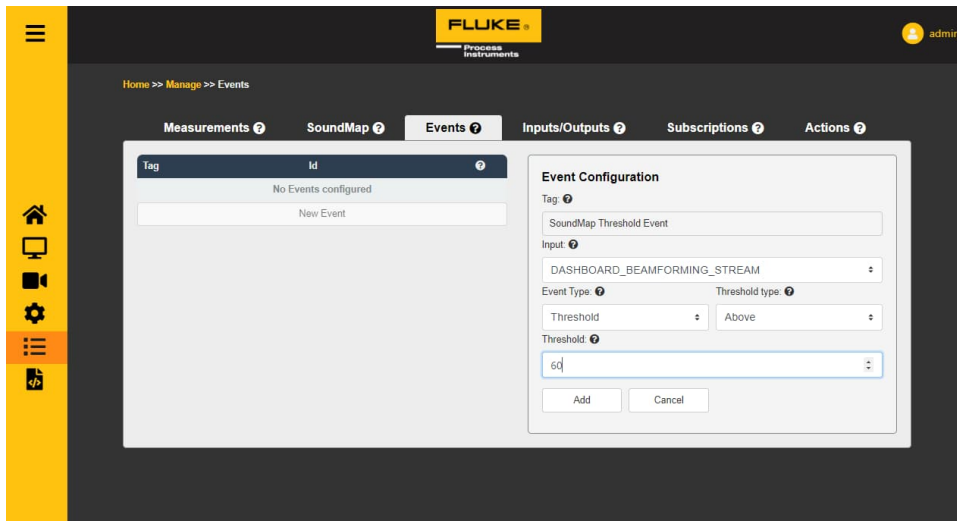 FLUKE ®
Process
Instruments
admin
Home >> Manage >> Events
Measurements ? SoundMap ? Events ? Inputs/Outputs ? Subscriptions ? Actions ?
Tag Id ?
No Events configured
New Event
Event Configuration
Tag: ?
SoundMap Threshold Event
Input: ?
DASHBOARD_BEAMFORMING_STREAM
Event Type: ? Threshold type: ?
Threshold Above
Threshold: ?
60
Add Cancel